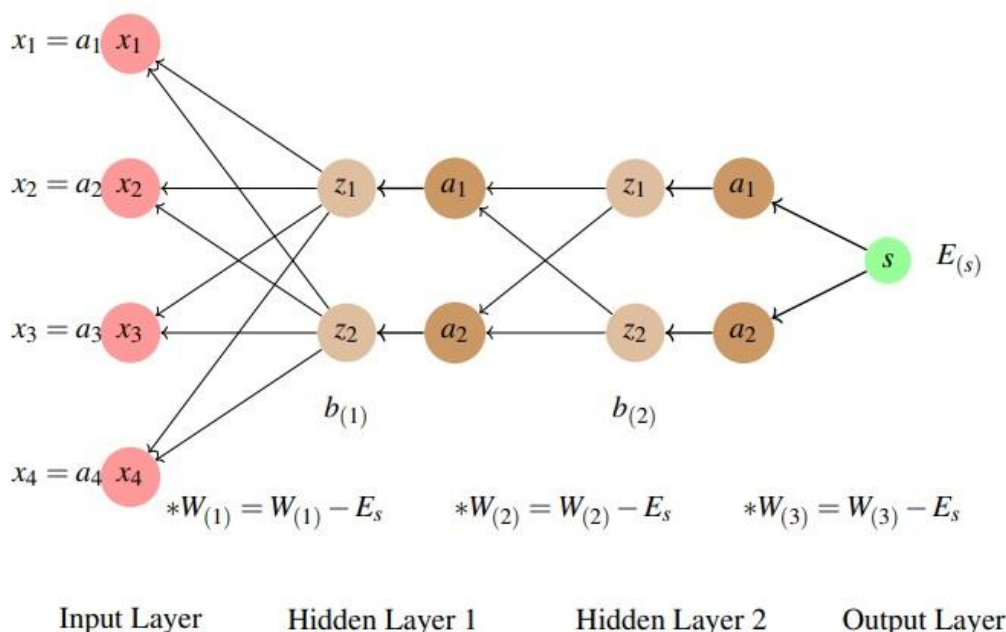 x₁ = a₁ x₁
x₂ = a₂ x₂ z₁ a₁ z₁ a₁
s E₍ₛ₎
x₃ = a₃ x₃ z₂ a₂ z₂ a₂
b₍₁₎ b₍₂₎
x₄ = a₄ x₄
*W₍₁₎ = W₍₁₎ − Eₛ *W₍₂₎ = W₍₂₎ − Eₛ *W₍₃₎ = W₍₃₎ − Eₛ
Input Layer Hidden Layer 1 Hidden Layer 2 Output Layer